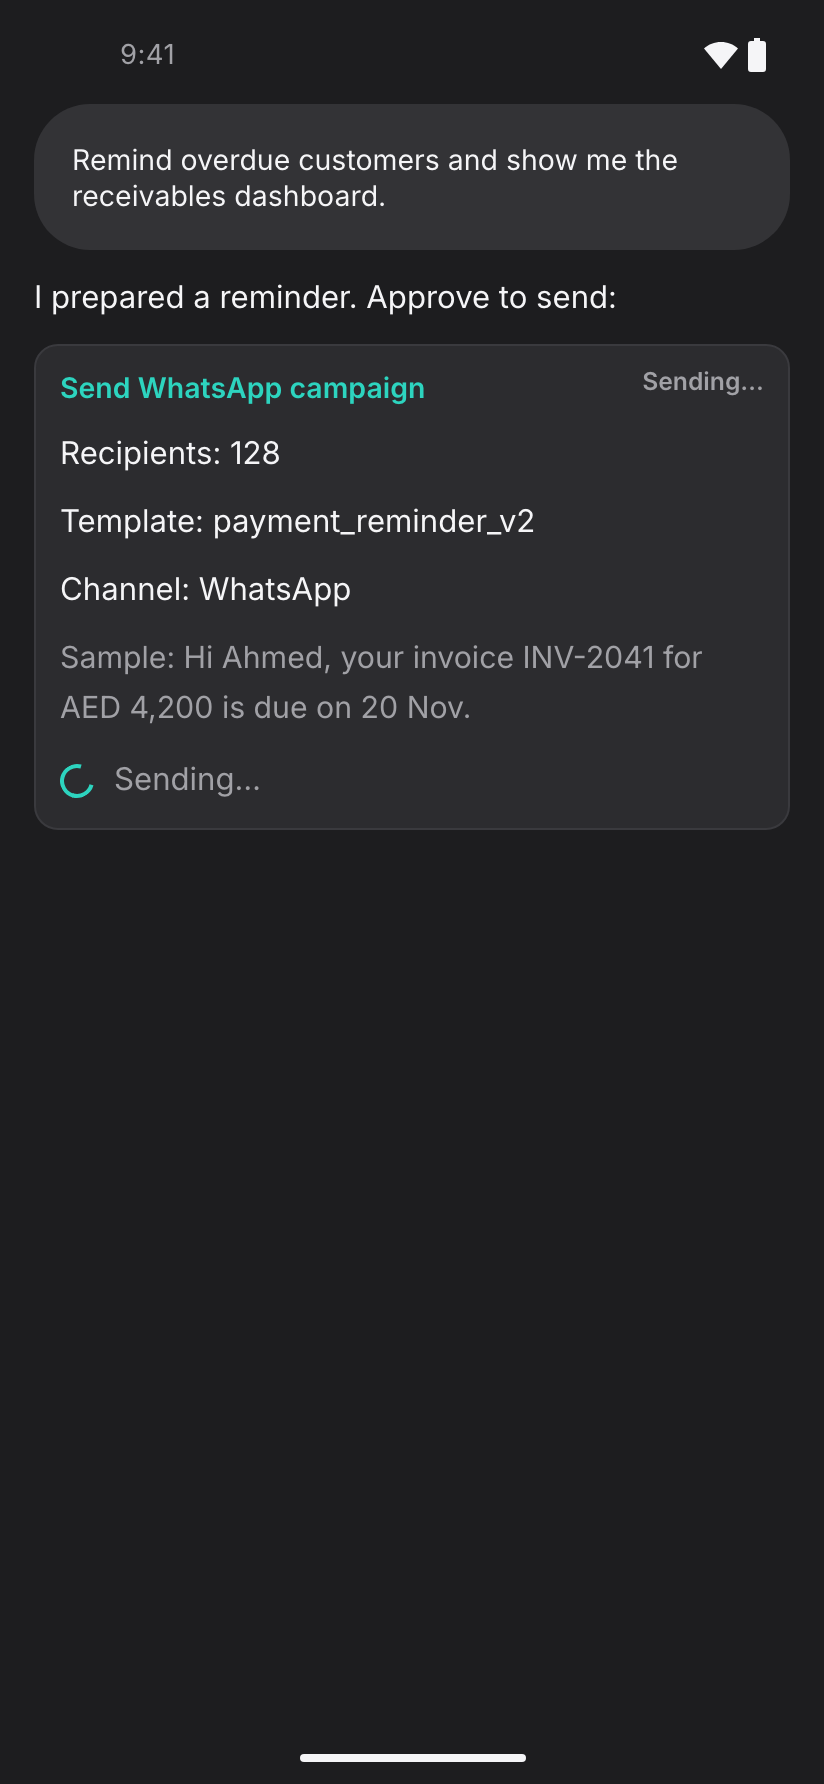 9:41
Remind overdue customers and show me the
receivables dashboard.
I prepared a reminder. Approve to send:
Send WhatsApp campaign
Sending...
Recipients: 128
Template: payment_reminder_v2
Channel: WhatsApp
Sample: Hi Ahmed, your invoice INV-2041 for
AED 4,200 is due on 20 Nov.
Sending...